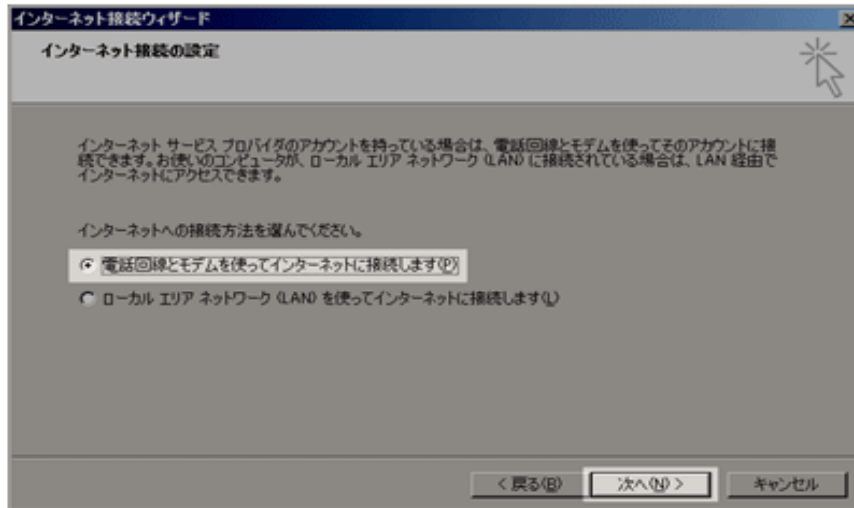 インターネット接続ウィザード
インターネット接続の設定
インターネット サービス プロバイダのアカウントを持っている場合は、電話回線とモデムを使ってそのアカウントに接
続できます。お使いのコンピュータが、ローカル エリア ネットワーク (LAN) に接続されている場合は、LAN 経由で
インターネットにアクセスできます。
インターネットへの接続方法を選んでください。
電話回線とモデムを使ってインターネットに接続します(P)
ローカル エリア ネットワーク (LAN) を使ってインターネットに接続します(L)
< 戻る(B)
次へ(N) >
キャンセル